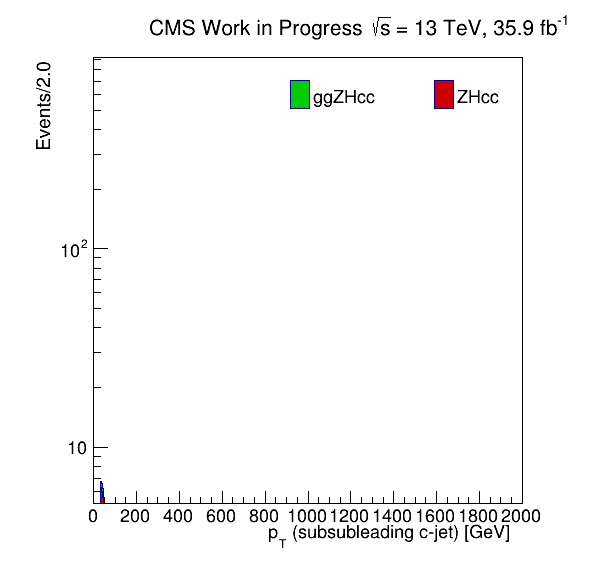 CMS Work in Progress √s = 13 TeV, 35.9 fb⁻¹
Events/2.0
ggZHcc ZHcc
10²
10
0 200 400 600 800 1000 1200 1400 1600 1800 2000
p_T (subsubleading c-jet) [GeV]